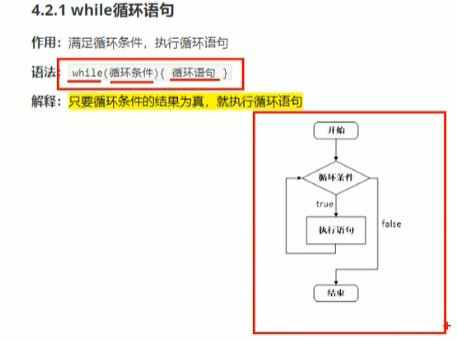 4.2.1 while循环语句
作用：满足循环条件，执行循环语句
语法：while(循环条件){ 循环语句 }
解释：只要循环条件的结果为真，就执行循环语句
开始
循环条件
true
false
执行语句
结束